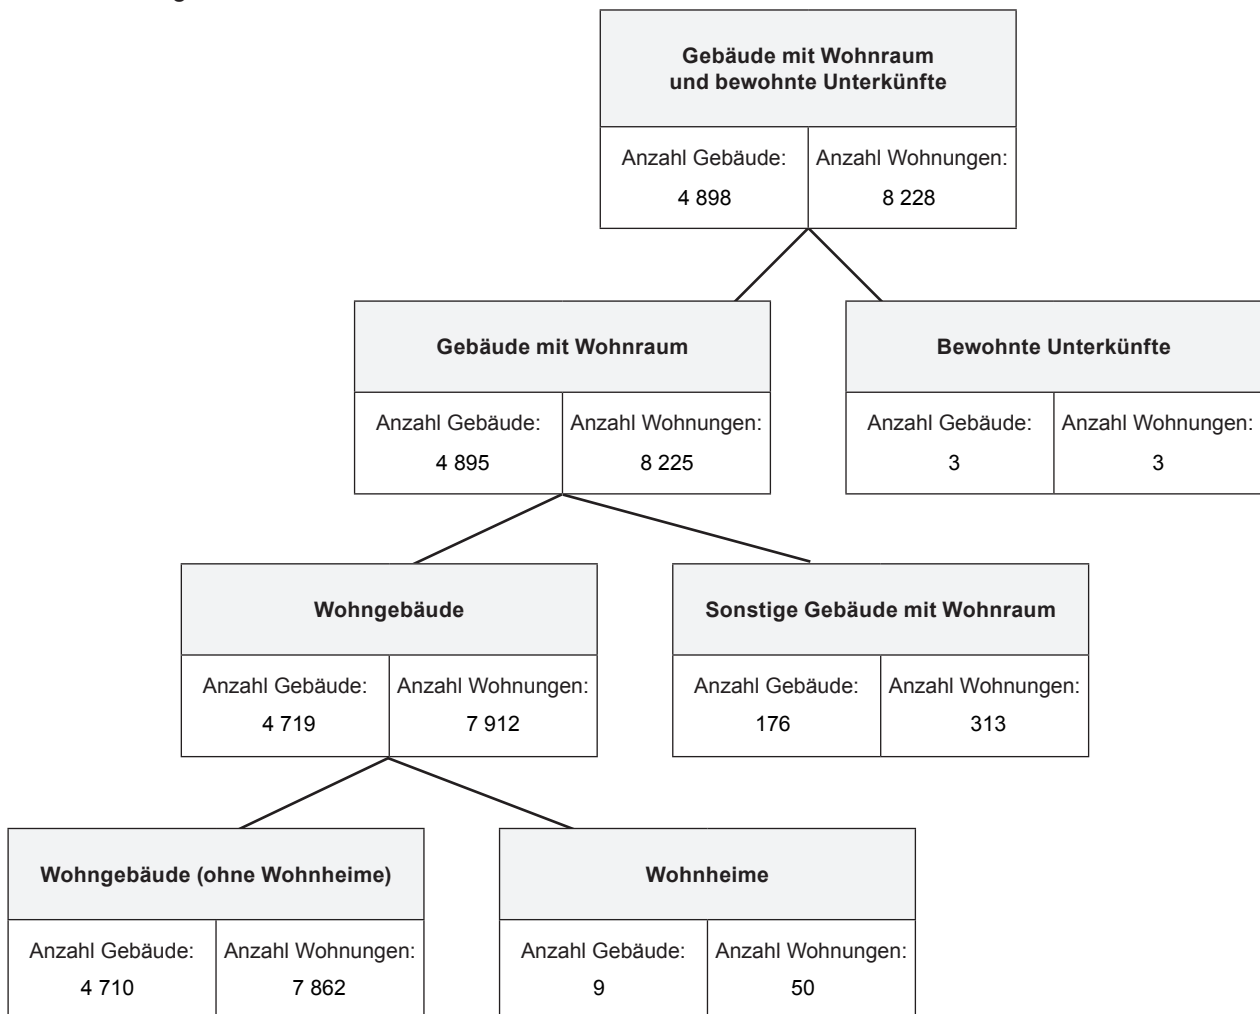 Gebäude mit Wohnraum
und bewohnte Unterkünfte
Anzahl Gebäude: Anzahl Wohnungen:
4 898 8 228
Gebäude mit Wohnraum
Anzahl Gebäude: Anzahl Wohnungen:
4 895 8 225
Bewohnte Unterkünfte
Anzahl Gebäude: Anzahl Wohnungen:
3 3
Wohngebäude
Anzahl Gebäude: Anzahl Wohnungen:
4 719 7 912
Sonstige Gebäude mit Wohnraum
Anzahl Gebäude: Anzahl Wohnungen:
176 313
Wohngebäude (ohne Wohnheime)
Anzahl Gebäude: Anzahl Wohnungen:
4 710 7 862
Wohnheime
Anzahl Gebäude: Anzahl Wohnungen:
9 50